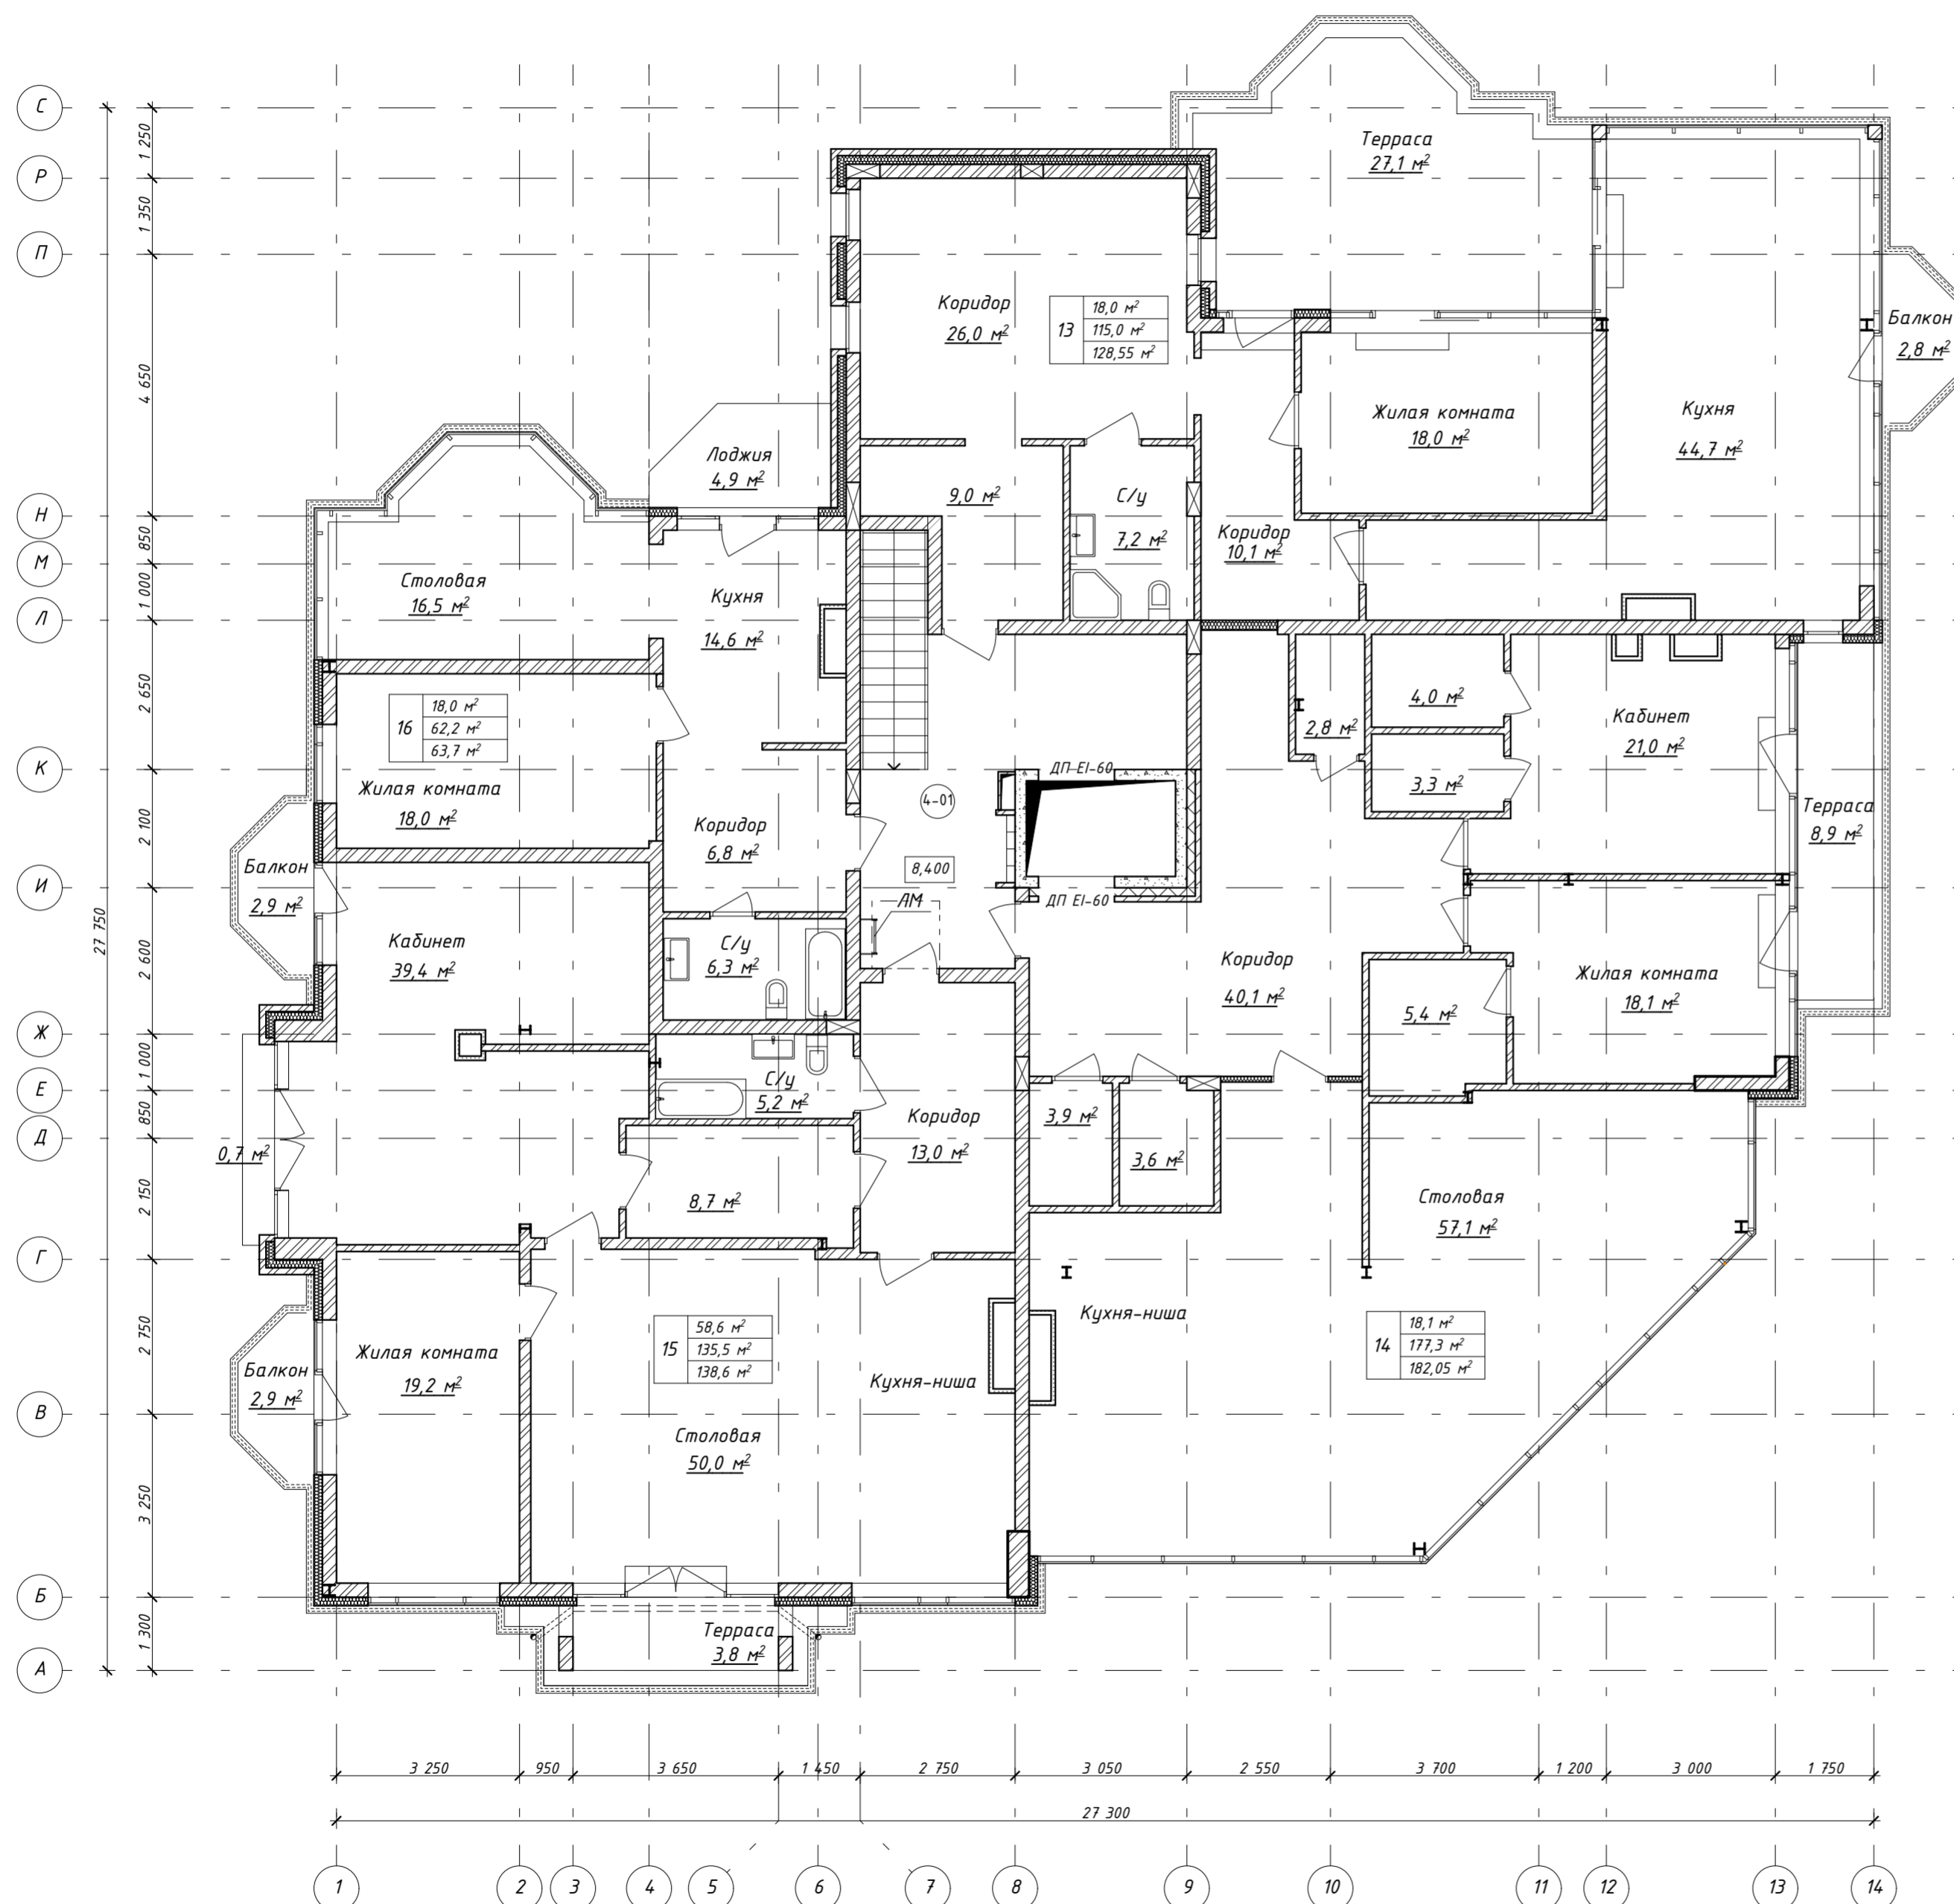 С
Р
П
Н
М
Л
К
И
Ж
Е
Д
Г
В
Б
А
1 250
1 350
4 650
850
1 000
2 650
2 100
2 600
1 000
850
2 150
2 750
3 250
1 300
27 750
Терраса
27,1 м²
Коридор
26,0 м²
13
18,0 м²
115,0 м²
128,55 м²
Балкон
2,8 м²
Жилая комната
18,0 м²
Кухня
44,7 м²
Лоджия
4,9 м²
9,0 м²
С/у
7,2 м²
Коридор
10,1 м²
Столовая
16,5 м²
Кухня
14,6 м²
16
18,0 м²
62,2 м²
63,7 м²
Жилая комната
18,0 м²
2,8 м²
4,0 м²
3,3 м²
Кабинет
21,0 м²
Терраса
8,9 м²
ДП EI-60
4-01
8,400
АМ
ДП EI-60
Коридор
6,8 м²
Балкон
2,9 м²
Кабинет
39,4 м²
С/у
6,3 м²
Коридор
40,1 м²
5,4 м²
Жилая комната
18,1 м²
С/у
5,2 м²
0,7 м²
8,7 м²
Коридор
13,0 м²
3,9 м²
3,6 м²
Столовая
57,1 м²
Кухня-ниша
14
18,1 м²
177,3 м²
182,05 м²
15
58,6 м²
135,5 м²
138,6 м²
Балкон
2,9 м²
Жилая комната
19,2 м²
Кухня-ниша
Столовая
50,0 м²
Терраса
3,8 м²
3 250
950
3 650
1 450
2 750
3 050
2 550
3 700
1 200
3 000
1 750
27 300
1
2
3
4
5
6
7
8
9
10
11
12
13
14